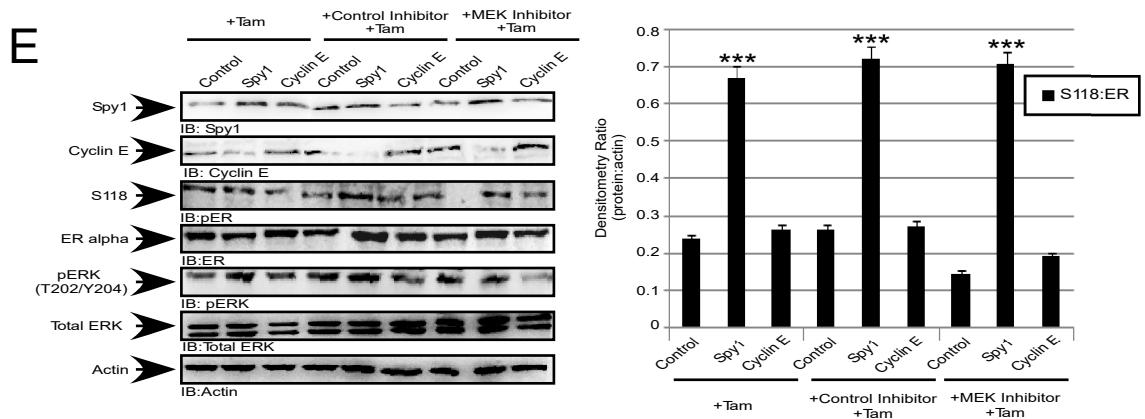 E
+Tam
+Control Inhibitor
+Tam
+MEK Inhibitor
+Tam
Control
Spy1
Cyclin E
Control
Spy1
Cyclin E
Control
Spy1
Cyclin E
Spy1
IB: Spy1
Cyclin E
IB: Cyclin E
S118
IB:pER
ER alpha
IB:ER
pERK
(T202/Y204)
IB: pERK
Total ERK
IB:Total ERK
Actin
IB:Actin
Densitometry Ratio
(protein:actin)
0.8
0.7
0.6
0.5
0.4
0.3
0.2
0.1
0
***
***
***
S118:ER
Control
Spy1
Cyclin E
Control
Spy1
Cyclin E
Control
Spy1
Cyclin E
+Tam
+Control Inhibitor
+Tam
+MEK Inhibitor
+Tam